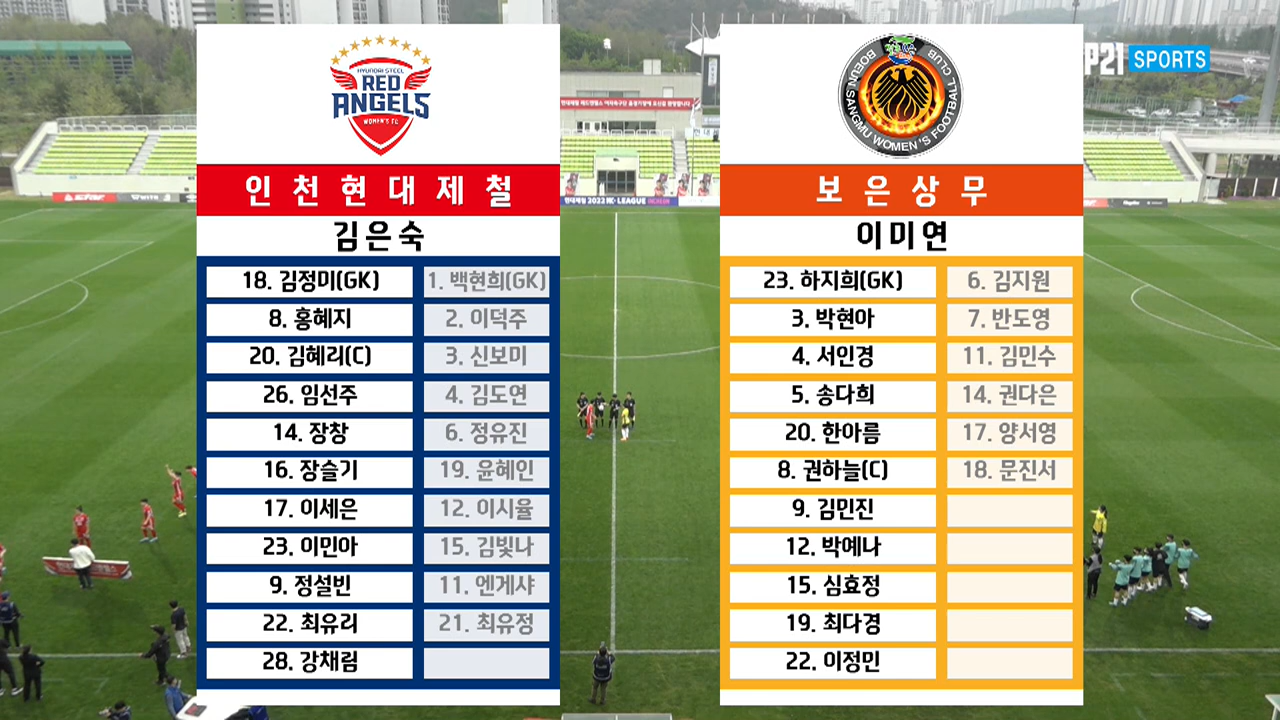 HYUNDAI STEEL
RED
ANGELS
WOMEN'S FC
BOEUN SANGMU WOMEN'S FOOTBALL CLUB
P21 SPORTS
인천현대제철
김은숙
18. 김정미(GK)
1. 백현희(GK)
8. 홍혜지
2. 이덕주
20. 김혜리(C)
3. 신보미
26. 임선주
4. 김도연
14. 장창
6. 정유진
16. 장슬기
19. 윤혜인
17. 이세은
12. 이시율
23. 이민아
15. 김빛나
9. 정설빈
11. 엔게샤
22. 최유리
21. 최유정
28. 강채림
보은상무
이미연
23. 하지희(GK)
6. 김지원
3. 박현아
7. 반도영
4. 서인경
11. 김민수
5. 송다희
14. 권다은
20. 한아름
17. 양서영
8. 권하늘(C)
18. 문진서
9. 김민진
12. 박예나
15. 심효정
19. 최다경
22. 이정민